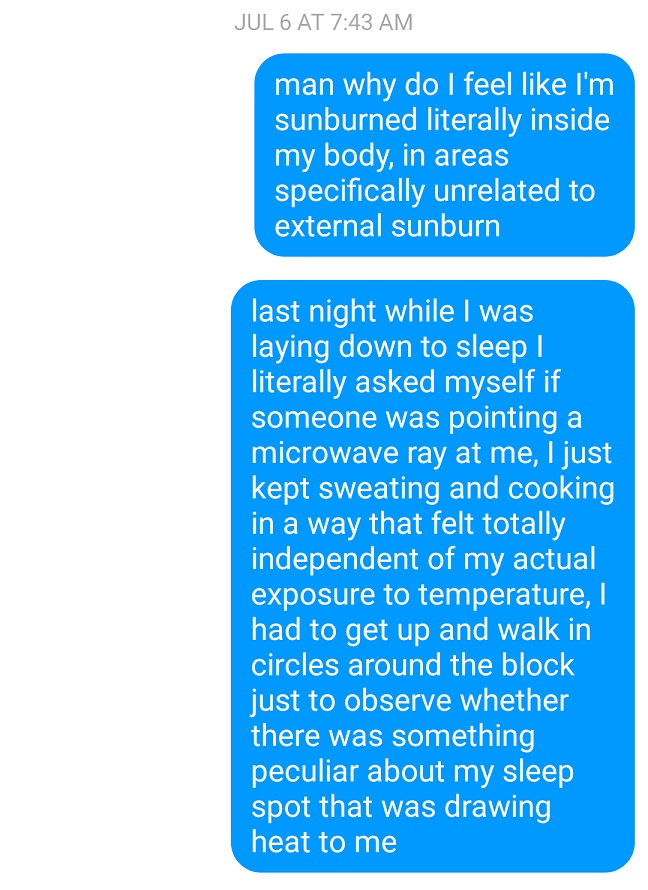 JUL 6 AT 7:43 AM
man why do I feel like I'm
sunburned literally inside
my body, in areas
specifically unrelated to
external sunburn
last night while I was
laying down to sleep I
literally asked myself if
someone was pointing a
microwave ray at me, I just
kept sweating and cooking
in a way that felt totally
independent of my actual
exposure to temperature, I
had to get up and walk in
circles around the block
just to observe whether
there was something
peculiar about my sleep
spot that was drawing
heat to me